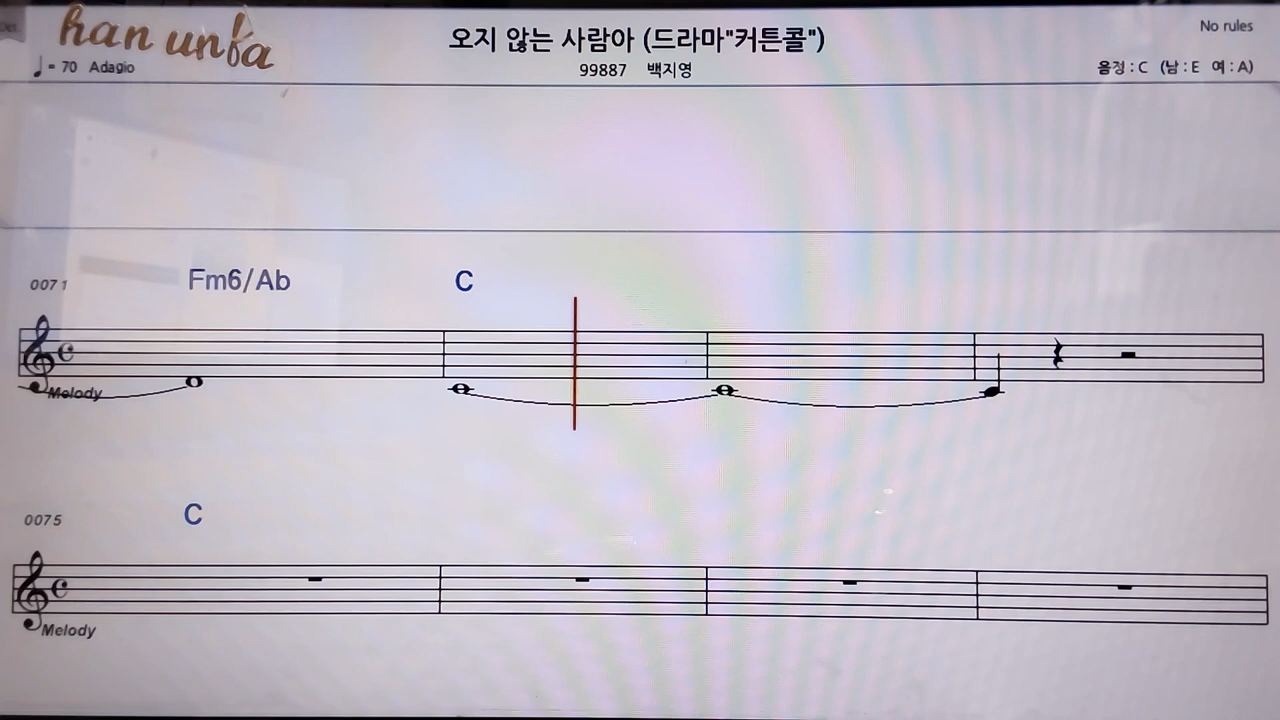 han unfa
오지 않는 사람아 (드라마"커튼콜")
No rules
♩= 70 Adagio
99887 백지영
음정 : C (남 : E 여 : A)
0071
Fm6/Ab C
Melody
0075
C
Melody